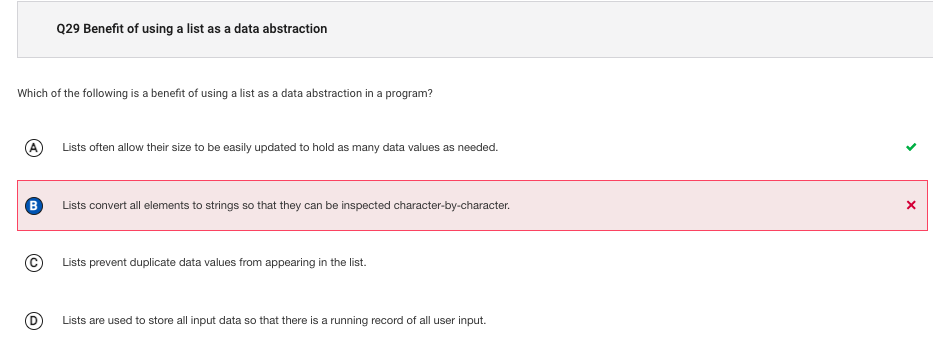 Q29 Benefit of using a list as a data abstraction
Which of the following is a benefit of using a list as a data abstraction in a program?
A Lists often allow their size to be easily updated to hold as many data values as needed.
B Lists convert all elements to strings so that they can be inspected character-by-character.
C Lists prevent duplicate data values from appearing in the list.
D Lists are used to store all input data so that there is a running record of all user input.